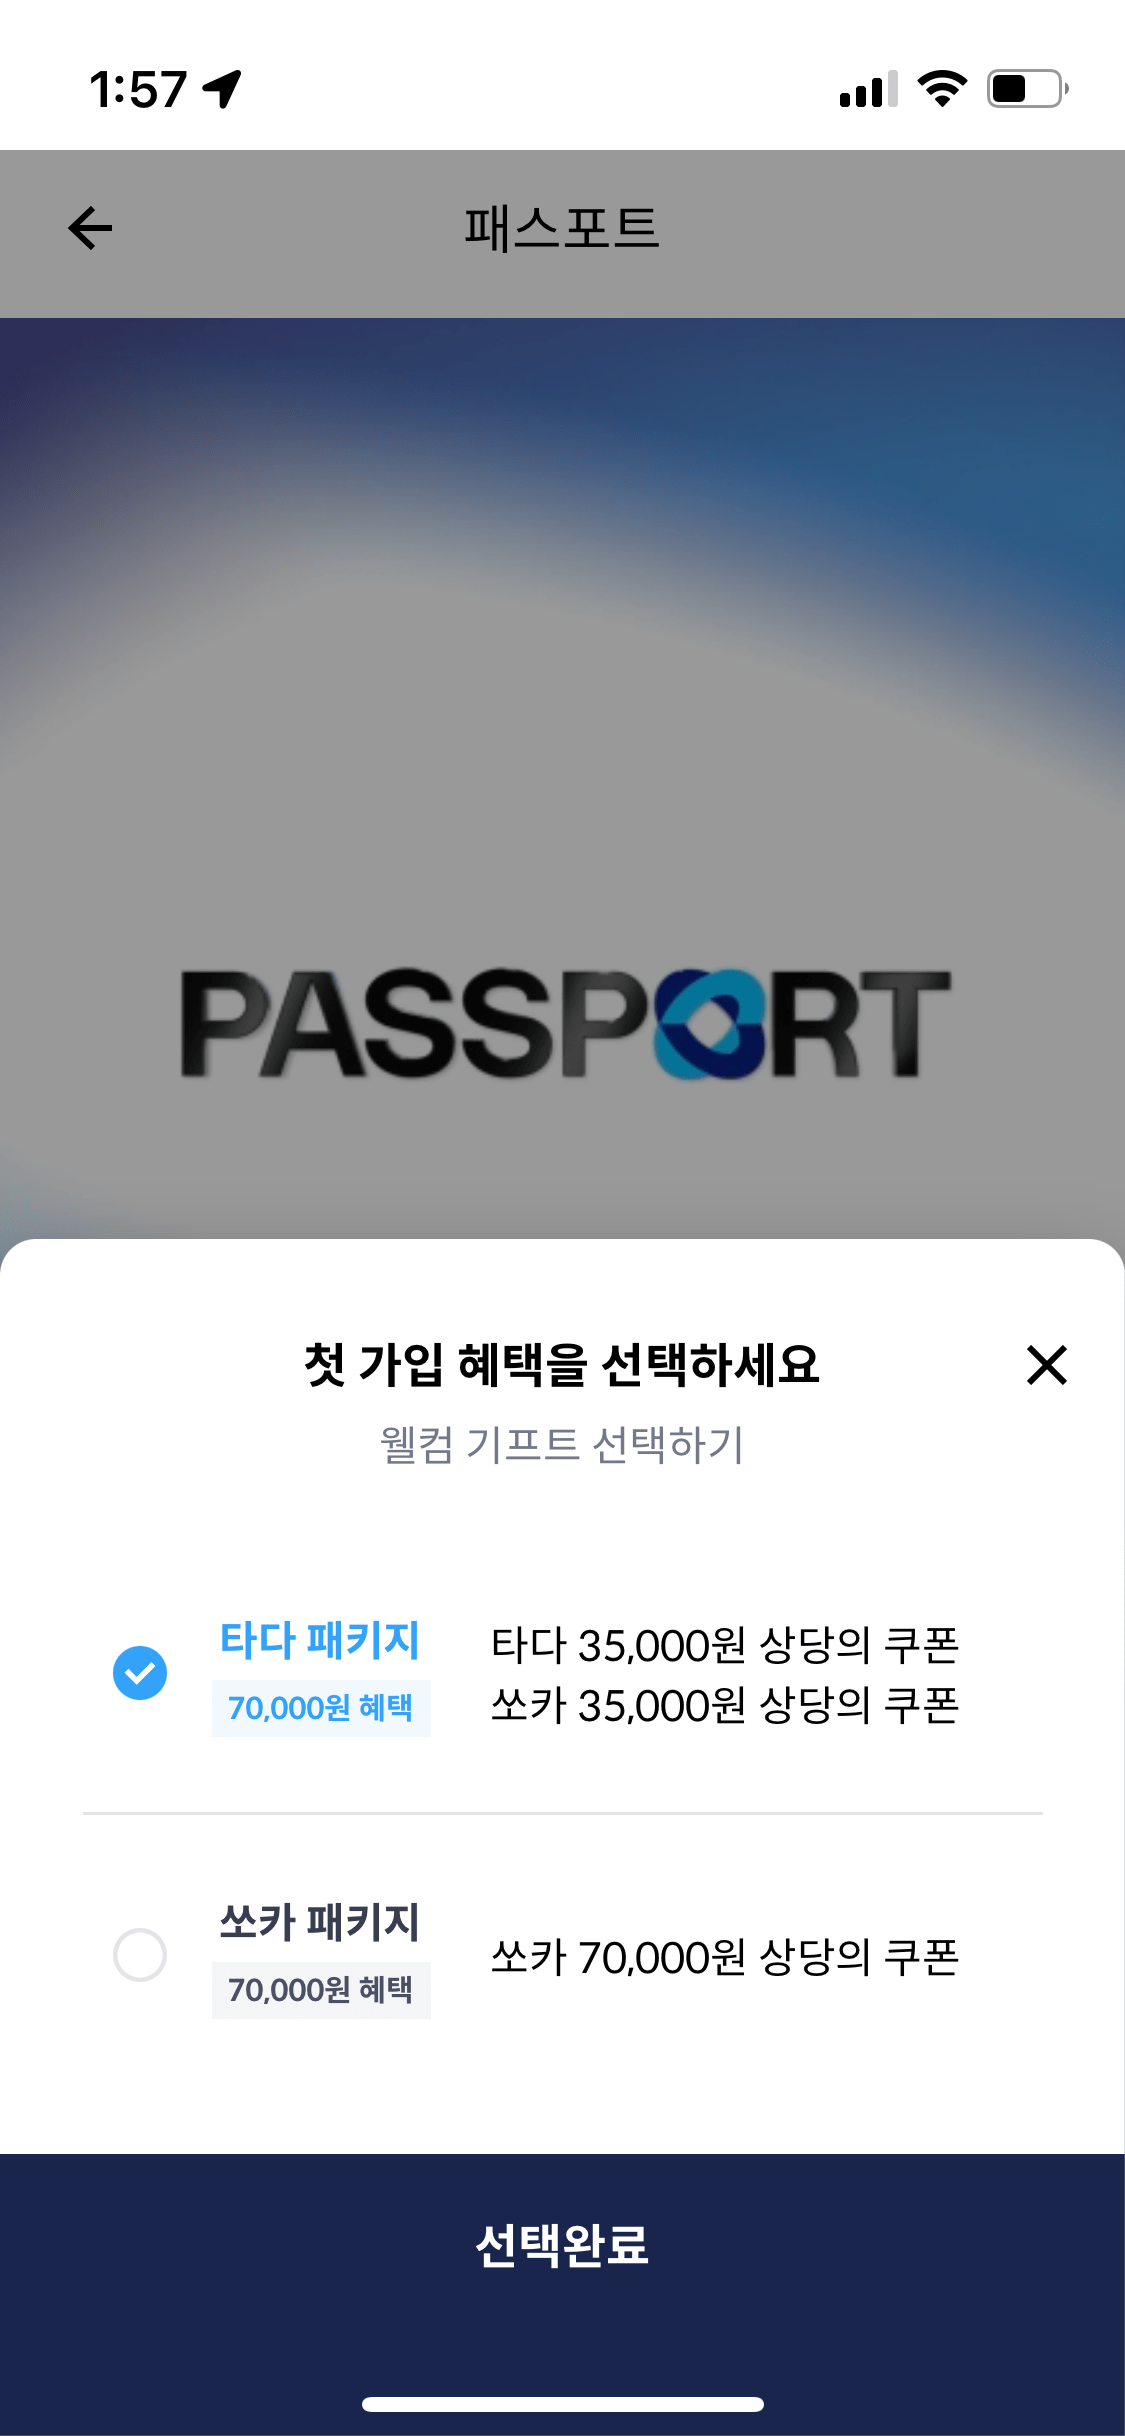 1:57
패스포트
PASSPORT
첫 가입 혜택을 선택하세요
웰컴 기프트 선택하기
타다 패키지
70,000원 혜택
타다 35,000원 상당의 쿠폰
쏘카 35,000원 상당의 쿠폰
쏘카 패키지
70,000원 혜택
쏘카 70,000원 상당의 쿠폰
선택완료